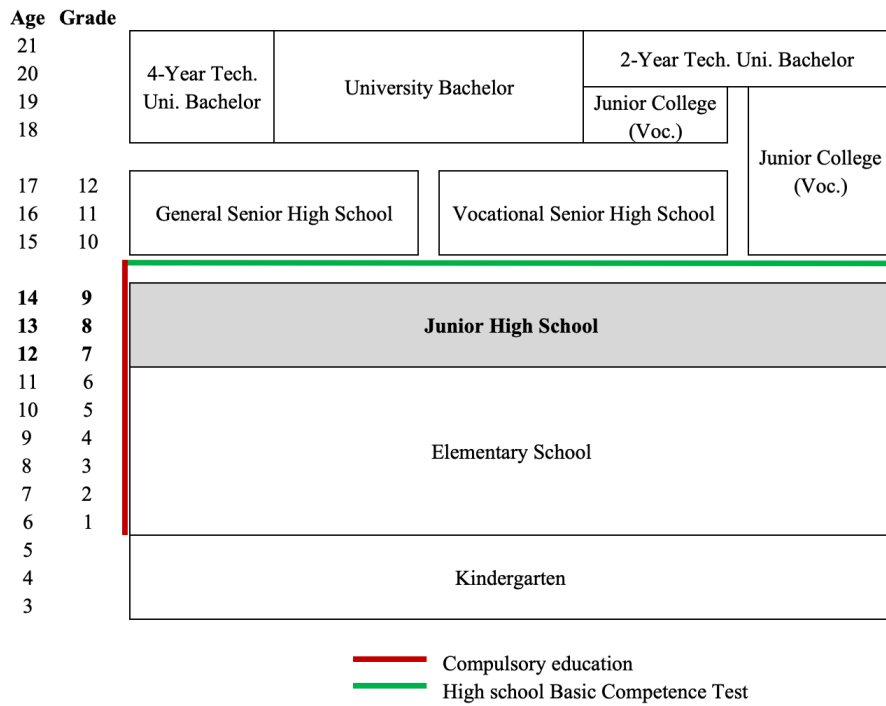 Age Grade
21
20
19
18
4-Year Tech.
Uni. Bachelor
University Bachelor
2-Year Tech. Uni. Bachelor
Junior College
(Voc.)
Junior College
(Voc.)
17 12
16 11
15 10
General Senior High School
Vocational Senior High School
14 9
13 8
12 7
Junior High School
11 6
10 5
9 4
8 3
7 2
6 1
Elementary School
5
4
3
Kindergarten
Compulsory education
High school Basic Competence Test